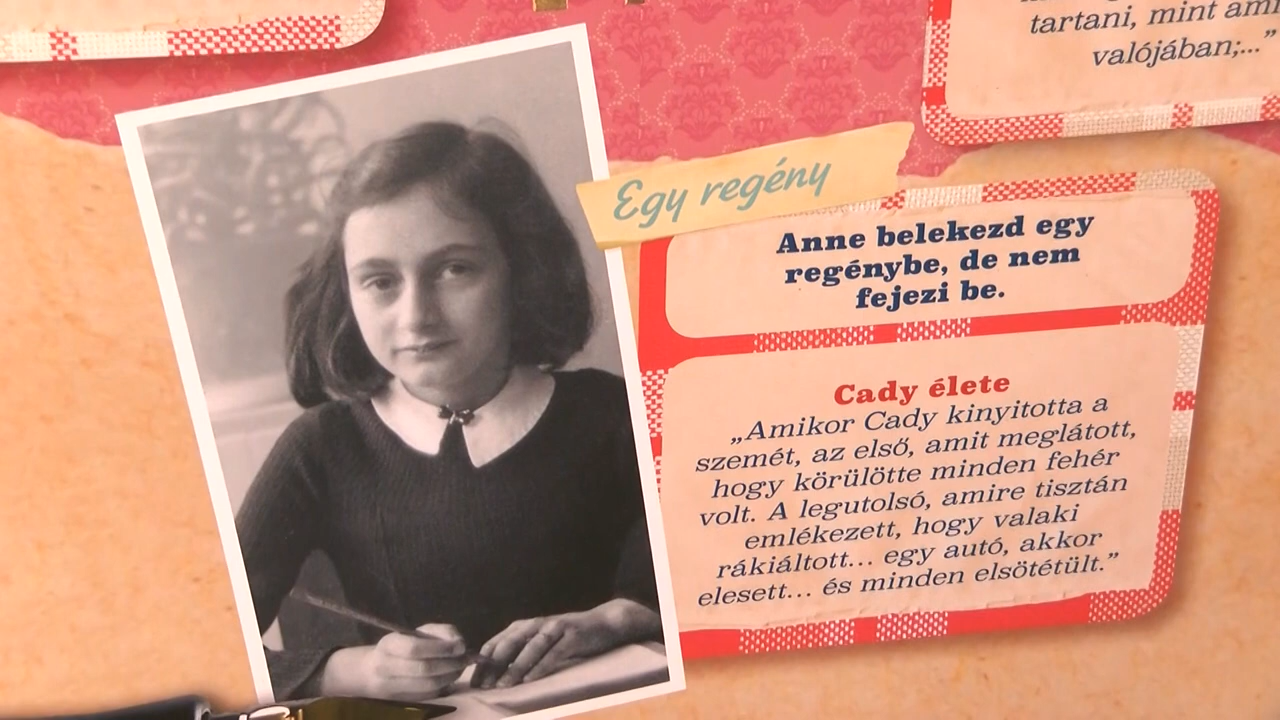 tartani, mint ami
valójában;...”
Egy regény
Anne belekezd egy
regénybe, de nem
fejezi be.
Cady élete
„Amikor Cady kinyitotta a
szemét, az első, amit meglátott,
hogy körülötte minden fehér
volt. A legutolsó, amire tisztán
emlékezett, hogy valaki
rákiáltott... egy autó, akkor
elesett... és minden elsötétült.”